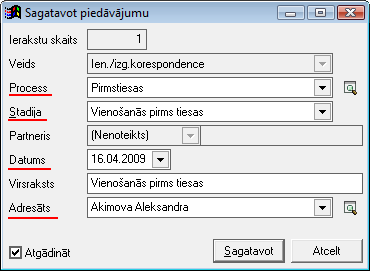 Sagatavot piedāvājumu
Ierakstu skaits 1
Veids Ien./izg.korespondence
Process Pirmstiesas
Stadija Vienošanās pirms tiesas
Partneris (Nenoteikts)
Datums 16.04.2009
Virsraksts Vienošanās pirms tiesas
Adresāts Akimova Aleksandra
Atgādināt Sagatavot Atcelt